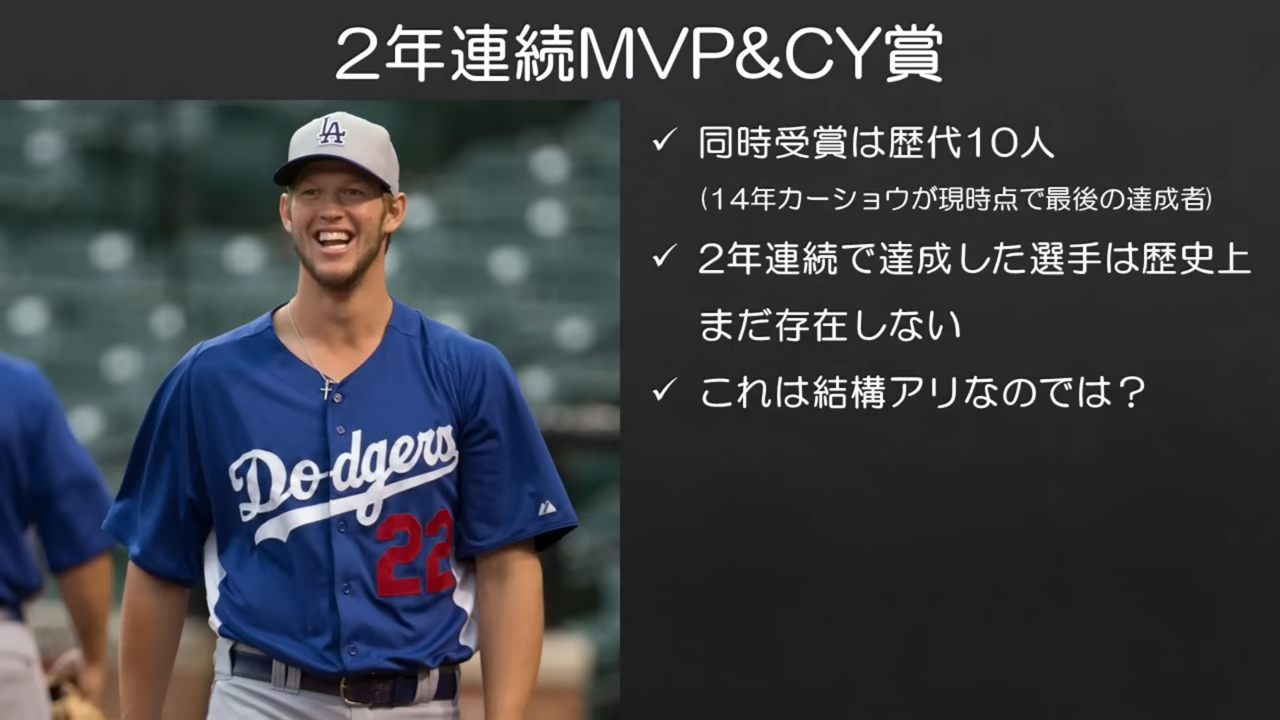 2年連続MVP&CY賞
✓ 同時受賞は歴代10人
(14年カーショウが現時点で最後の達成者)
✓ 2年連続で達成した選手は歴史上
まだ存在しない
✓ これは結構アリなのでは？
LA
Dodgers
22